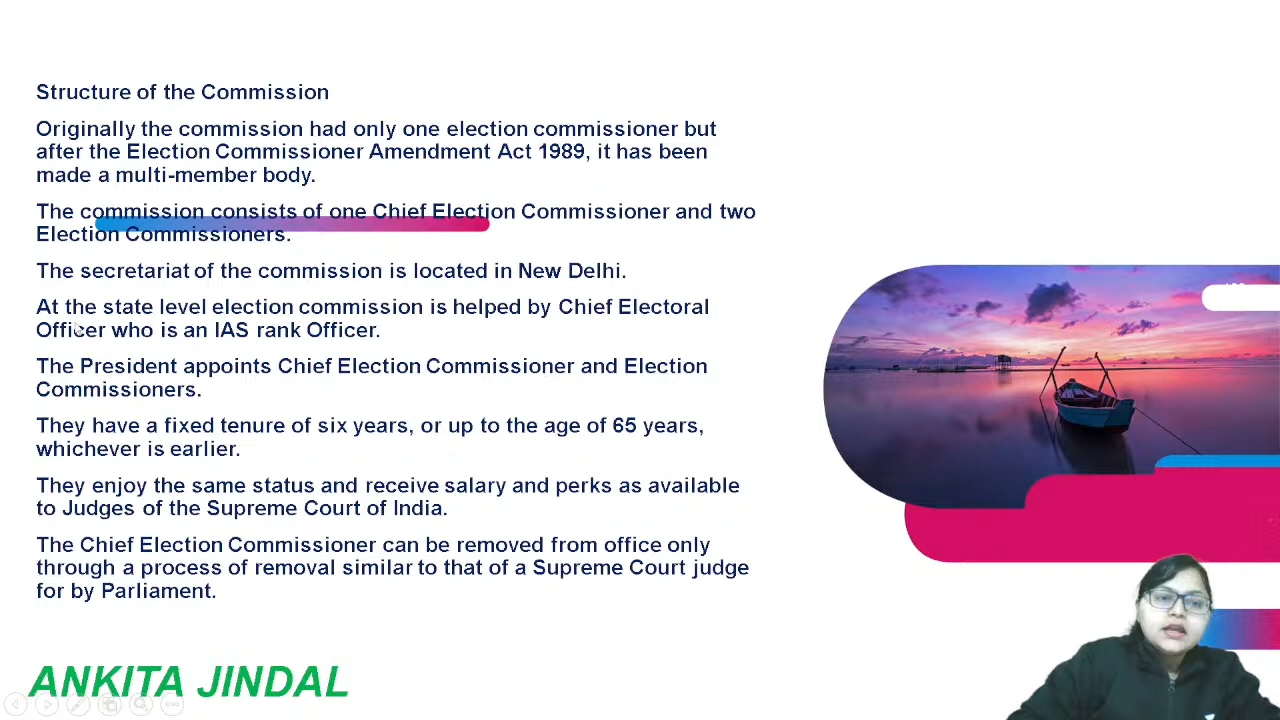 Structure of the Commission
Originally the commission had only one election commissioner but
after the Election Commissioner Amendment Act 1989, it has been
made a multi-member body.
The commission consists of one Chief Election Commissioner and two
Election Commissioners.
The secretariat of the commission is located in New Delhi.
At the state level election commission is helped by Chief Electoral
Officer who is an IAS rank Officer.
The President appoints Chief Election Commissioner and Election
Commissioners.
They have a fixed tenure of six years, or up to the age of 65 years,
whichever is earlier.
They enjoy the same status and receive salary and perks as available
to Judges of the Supreme Court of India.
The Chief Election Commissioner can be removed from office only
through a process of removal similar to that of a Supreme Court judge
for by Parliament.
ANKITA JINDAL